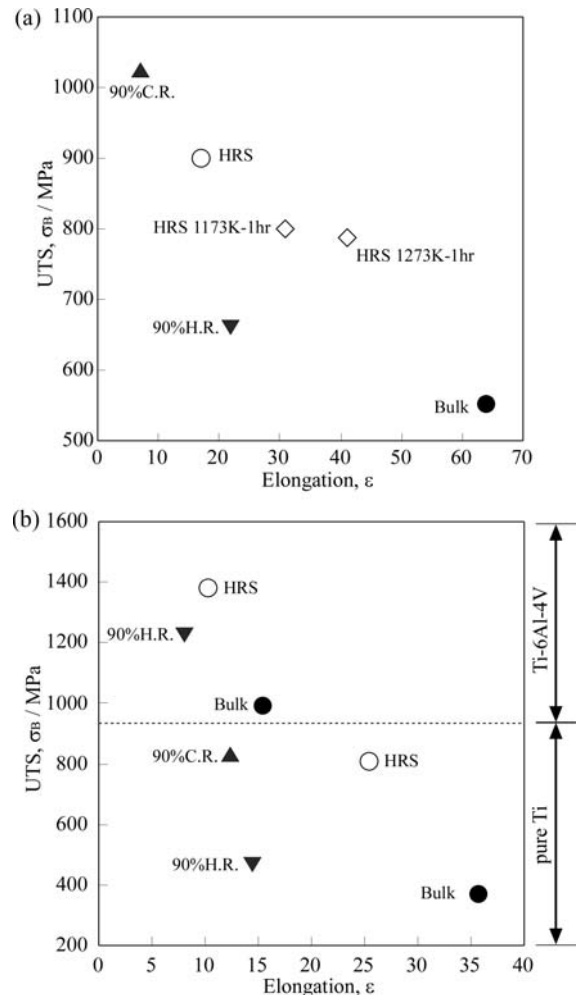 (a)
1100
1000
900
800
700
600
500
UTS, σB / MPa
90%C.R.
HRS
HRS 1173K-1hr
HRS 1273K-1hr
90%H.R.
Bulk
0 10 20 30 40 50 60 70
Elongation, ε
(b)
1600
1400
1200
1000
800
600
400
200
UTS, σB / MPa
HRS
90%H.R.
Bulk
90%C.R.
HRS
90%H.R.
Bulk
Ti-6Al-4V
pure Ti
0 5 10 15 20 25 30 35 40
Elongation, ε